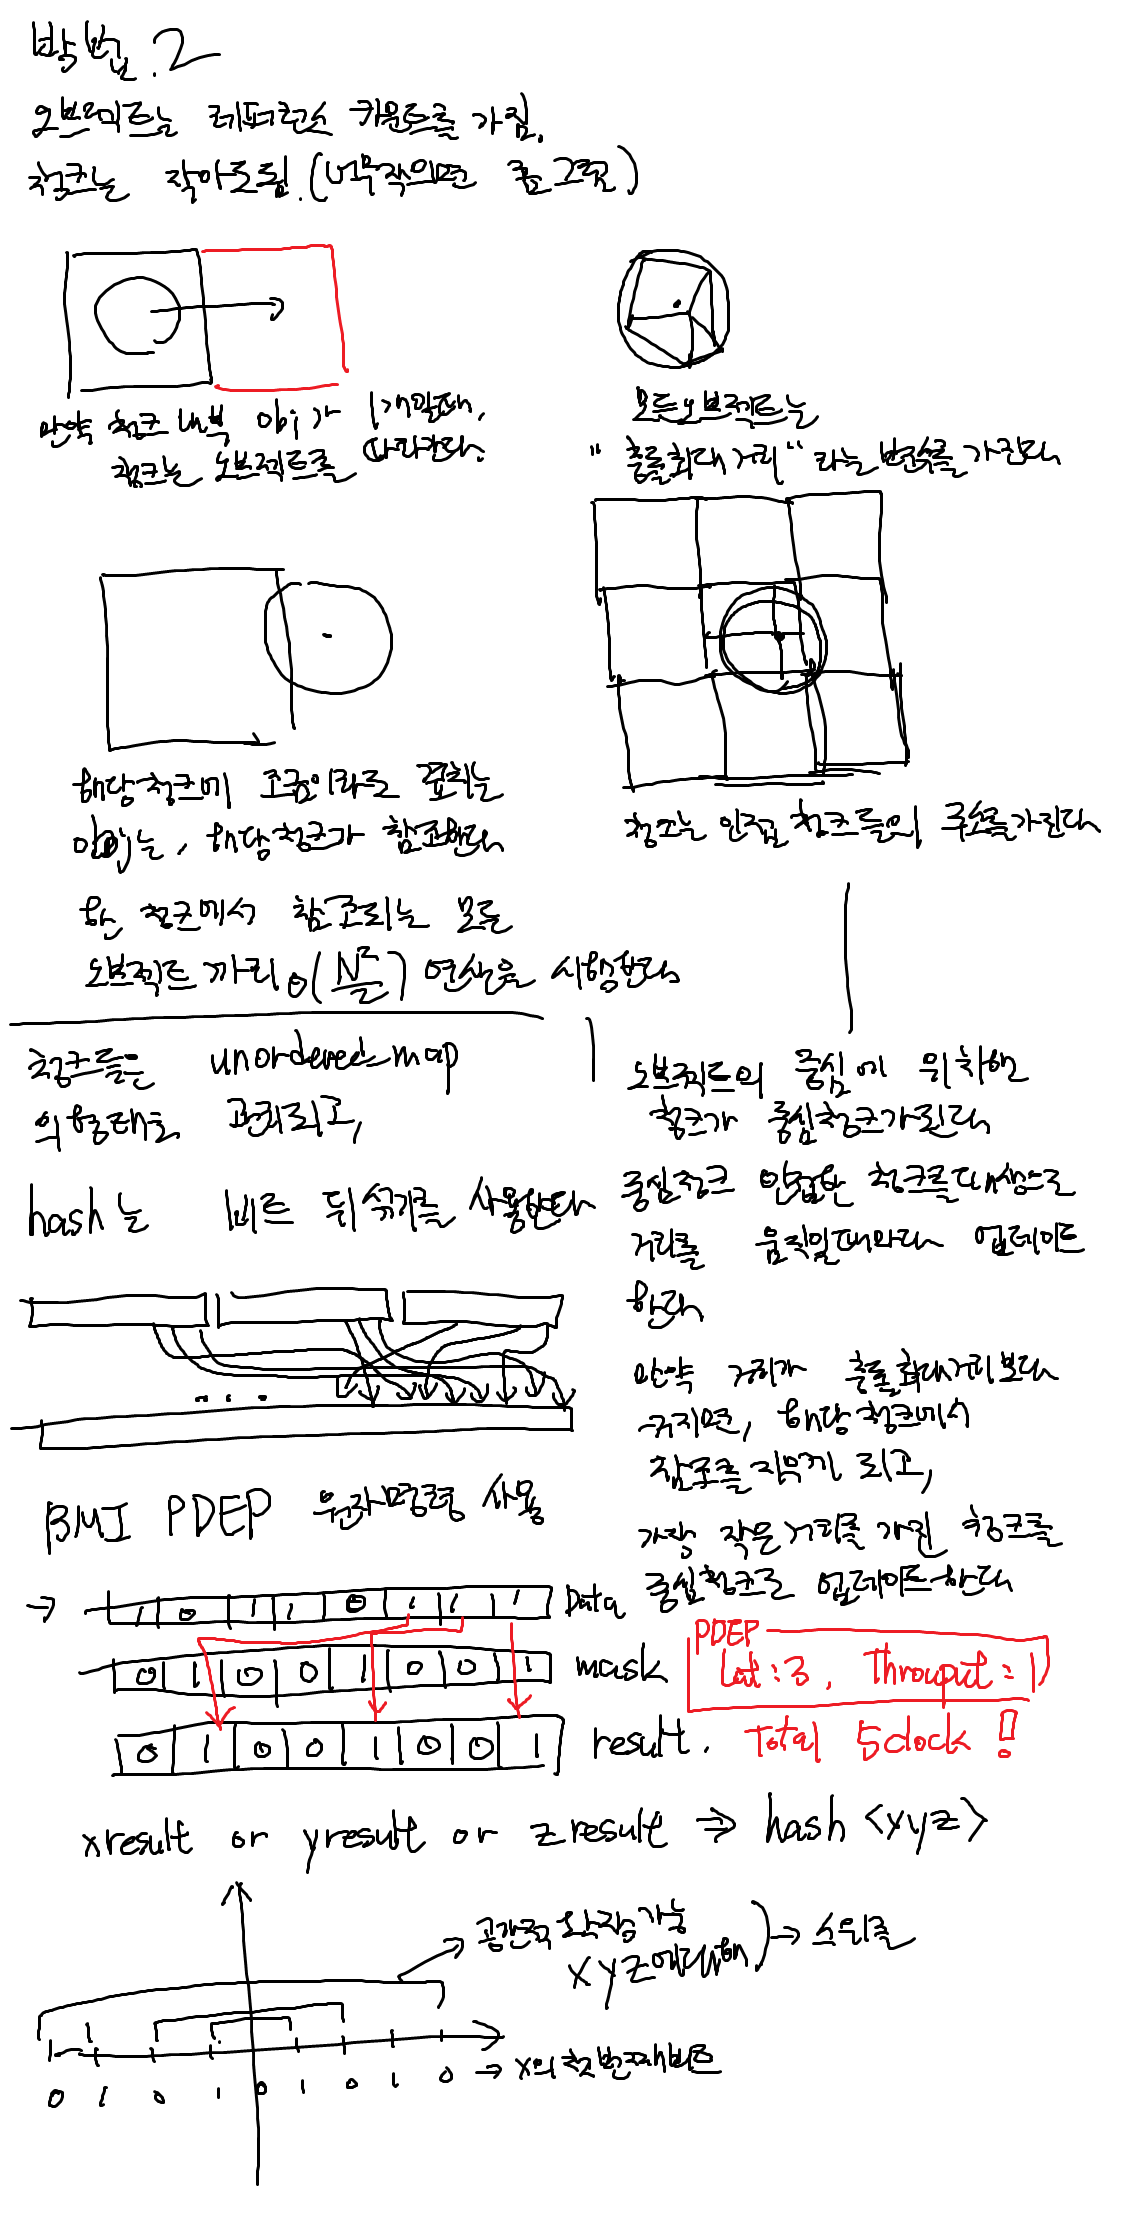 방법.2
오브젝트는 레퍼런스 카운트를 가짐.
청크는 작아도됨.(너무작으면 좀 그럼)
만약 청크 내부 obj가 1개일때,
청크는 오브젝트를 따라간다.
모든오브젝트는
"충돌최대거리"라는 변수를 가진다
해당청크에 조금이라도 겹치는
obj는, 해당청크가 참조한다
청크는 인접 청크들의 주소를가진다
한 청크에서 참조되는 모든
오브젝트 끼리 O(N²/2) 연산을 시행한다
청크들은 unordered_map
의형태로 관리되고,
hash는 비트 뒤섞기를 사용한다
BMI PDEP 원자명령 사용
→ 1 0 1 1 0 1 1 1 Data
0 1 0 0 1 0 0 1 mask
0 1 0 0 1 0 0 1 result.
오브젝트의 중심에 위치한
청크가 중심청크가된다
중심청크 인접한 청크를대상으로
거리를 움직일때마다 업데이트
한다
만약 거리가 충돌최대거리보다
커지면, 해당청크에서
참조를 지우게 되고,
가장 작은거리를 가진 청크를
중심청크로 업데이트한다
PDEP
Lat:3, Throuput=1
Total 5clock!
xresult or yresult or zresult ⇒ hash<xyz>
공간적 가능
XYZ에대해 → 스위즐
0 1 0 1 0 1 0 1 0 → X의첫번째비트